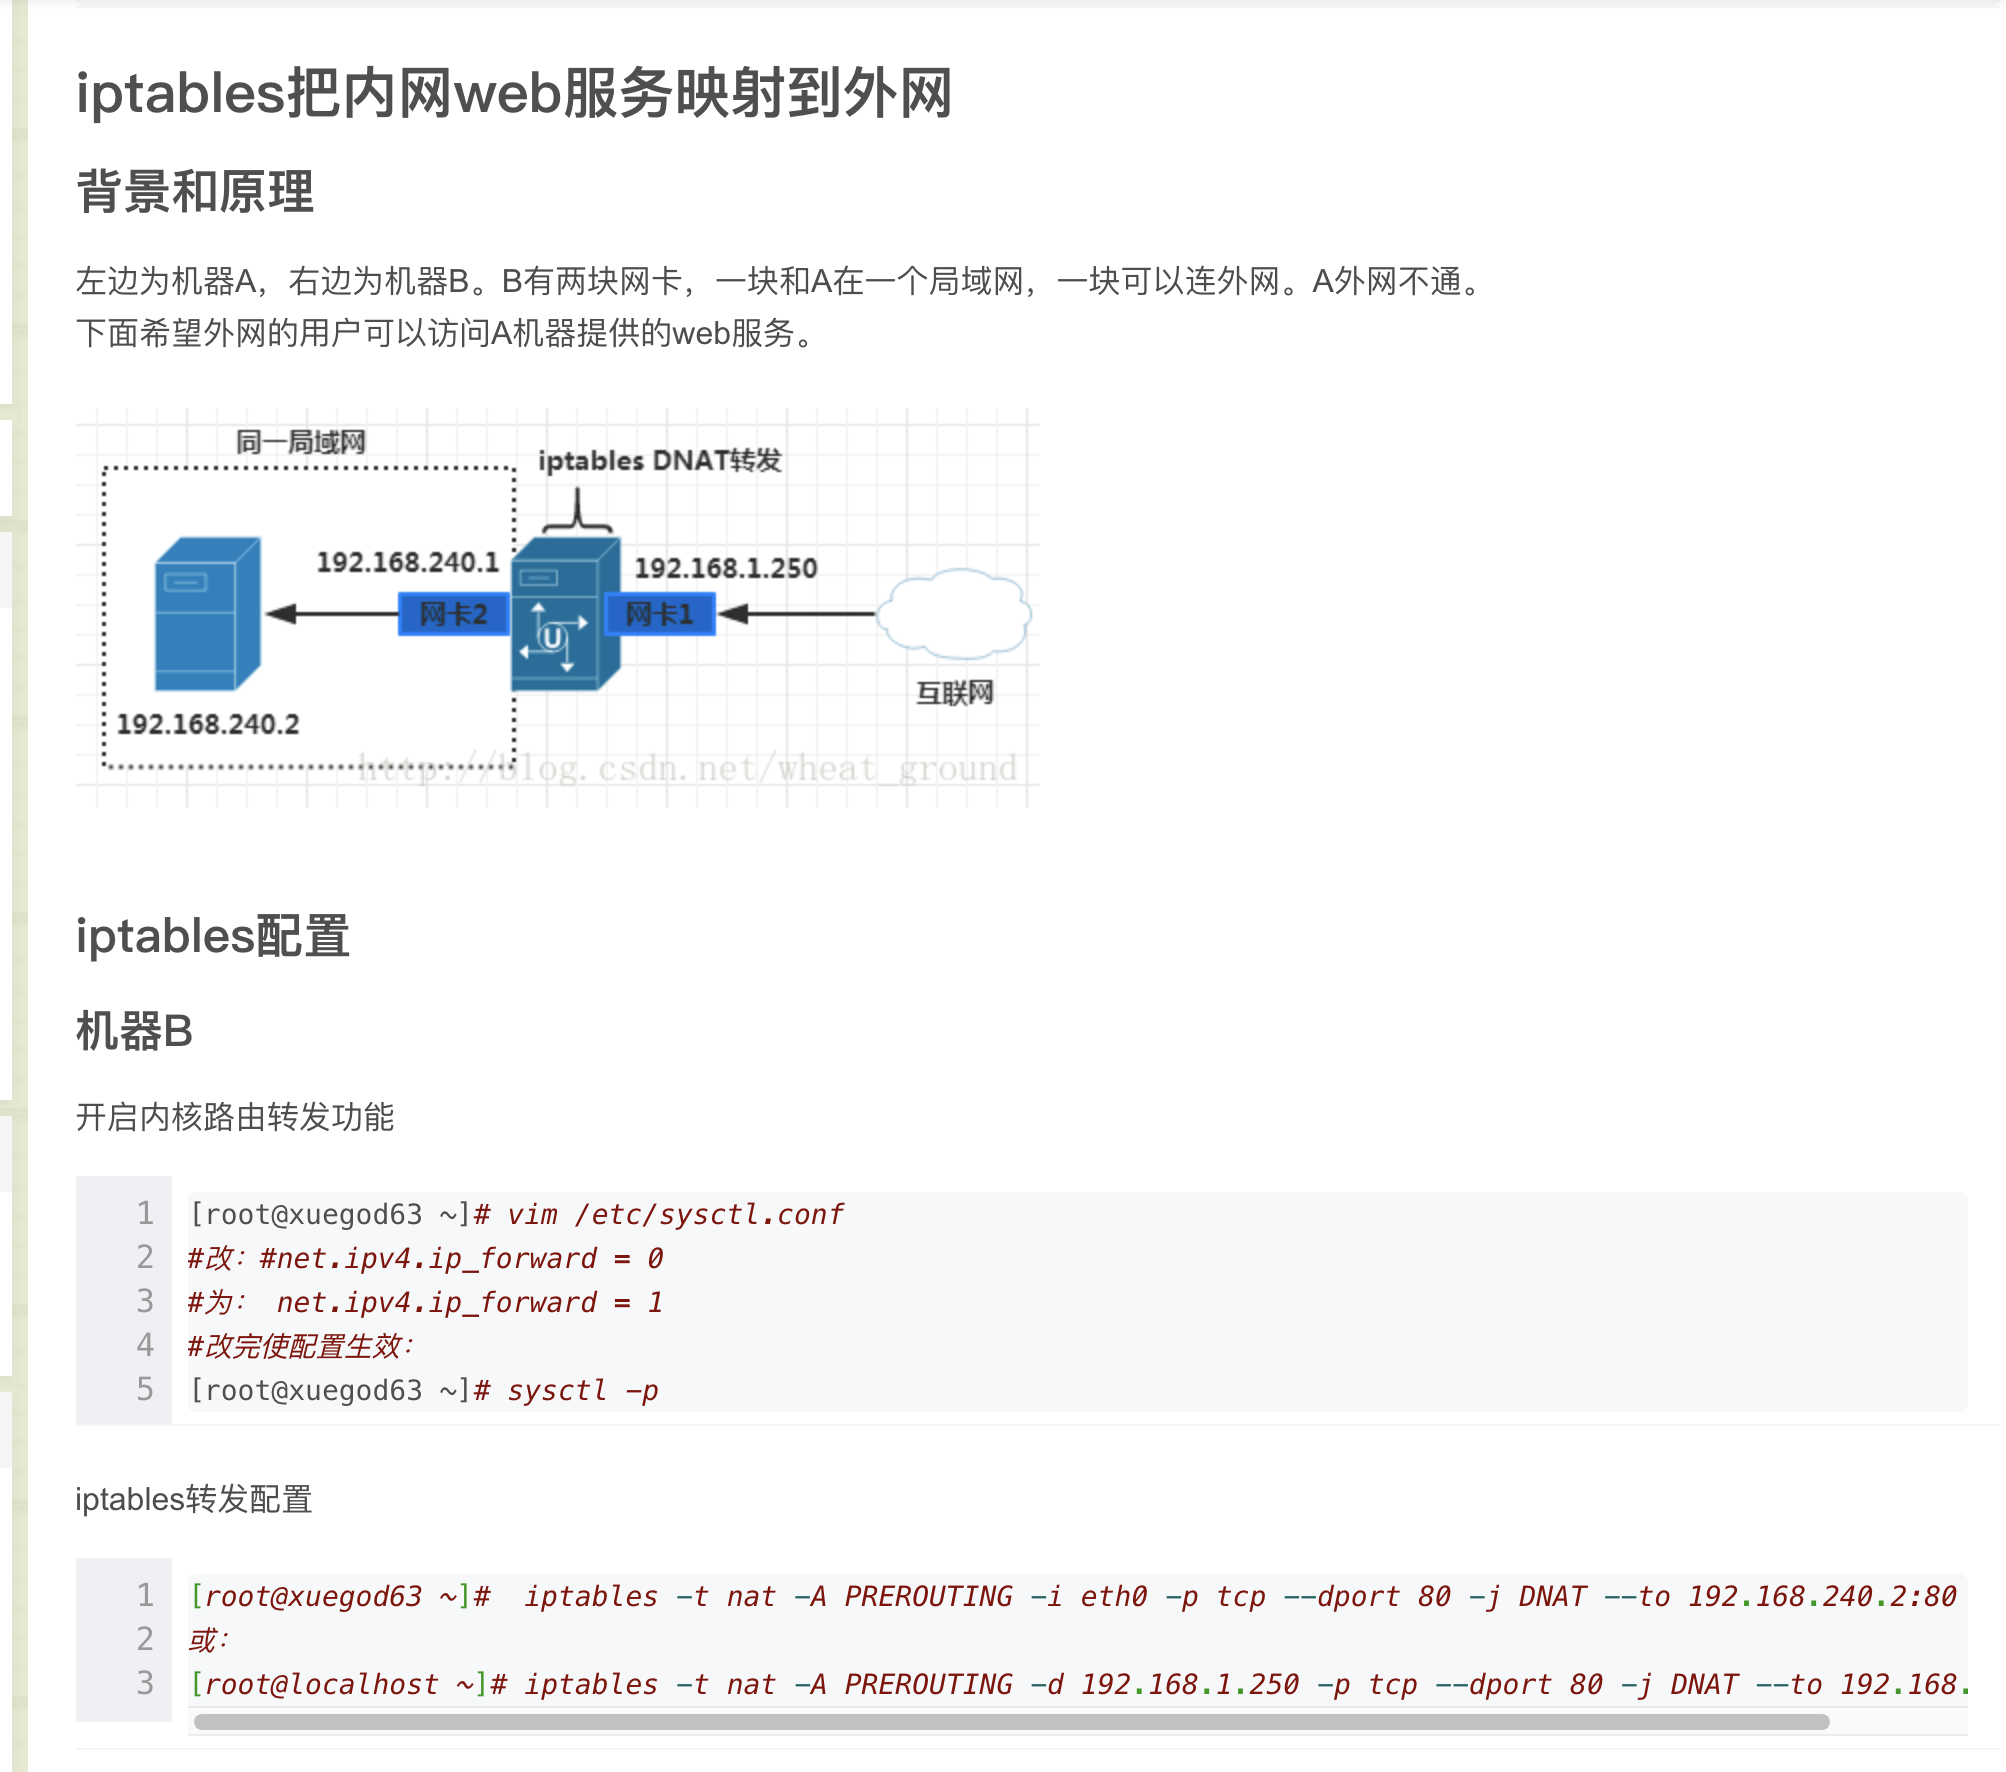 iptables把内网web服务映射到外网
背景和原理
左边为机器A，右边为机器B。B有两块网卡，一块和A在一个局域网，一块可以连外网。A外网不通。
下面希望外网的用户可以访问A机器提供的web服务。
同一局域网
iptables DNAT转发
192.168.240.1
192.168.1.250
网卡2
U
网卡1
互联网
192.168.240.2
http://blog.csdn.net/wheat_ground
iptables配置
机器B
开启内核路由转发功能
1 [root@xuegod63 ~]# vim /etc/sysctl.conf
2 #改：#net.ipv4.ip_forward = 0
3 #为： net.ipv4.ip_forward = 1
4 #改完使配置生效：
5 [root@xuegod63 ~]# sysctl -p
iptables转发配置
1 [root@xuegod63 ~]#  iptables -t nat -A PREROUTING -i eth0 -p tcp --dport 80 -j DNAT --to 192.168.240.2:80
2 或：
3 [root@localhost ~]# iptables -t nat -A PREROUTING -d 192.168.1.250 -p tcp --dport 80 -j DNAT --to 192.168.